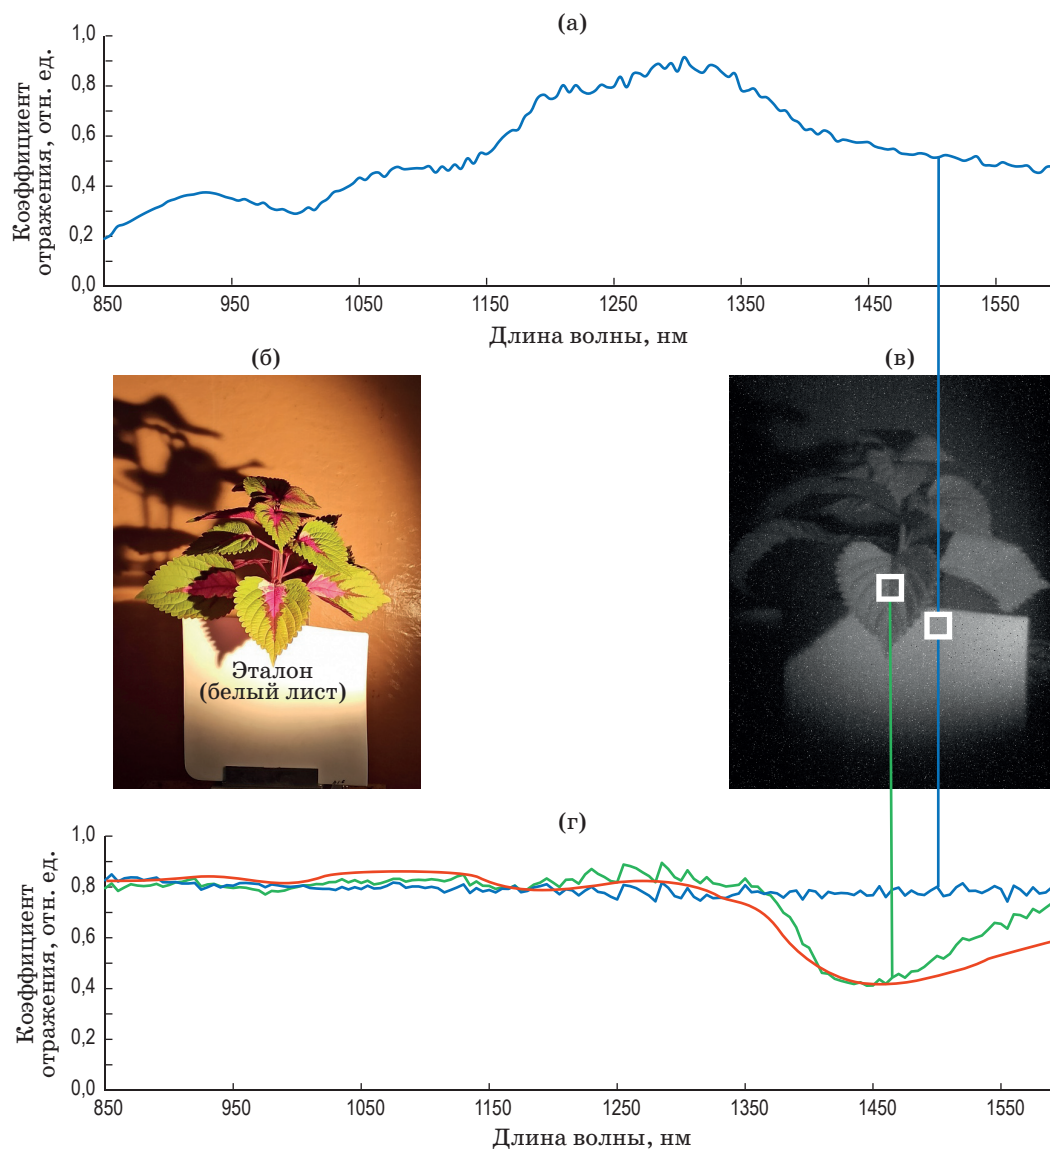 (а)
Коэффициент
отражения, отн. ед.
1,0
0,8
0,6
0,4
0,2
0,0
850 950 1050 1150 1250 1350 1450 1550
Длина волны, нм
(б)
(в)
Эталон
(белый лист)
(г)
Коэффициент
отражения, отн. ед.
1,0
0,8
0,6
0,4
0,2
0,0
850 950 1050 1150 1250 1350 1450 1550
Длина волны, нм